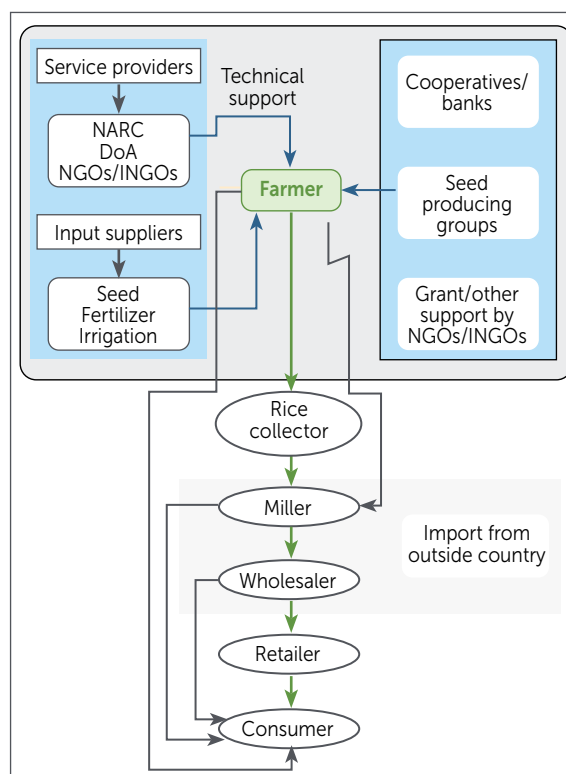 Service providers
NARC
DoA
NGOs/INGOs
Technical
support
Input suppliers
Seed
Fertilizer
Irrigation
Farmer
Cooperatives/
banks
Seed
producing
groups
Grant/other
support by
NGOs/INGOs
Rice
collector
Miller
Import from
outside country
Wholesaler
Retailer
Consumer